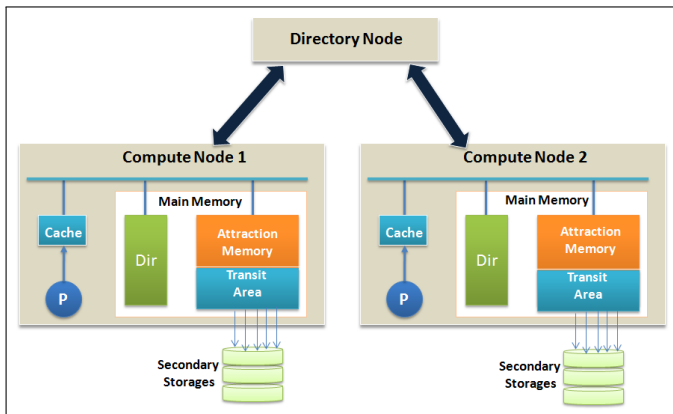 Directory Node
Compute Node 1
Main Memory
Cache
Dir
Attraction
Memory
Transit
Area
P
Secondary
Storages
Compute Node 2
Main Memory
Cache
Dir
Attraction
Memory
Transit
Area
P
Secondary
Storages